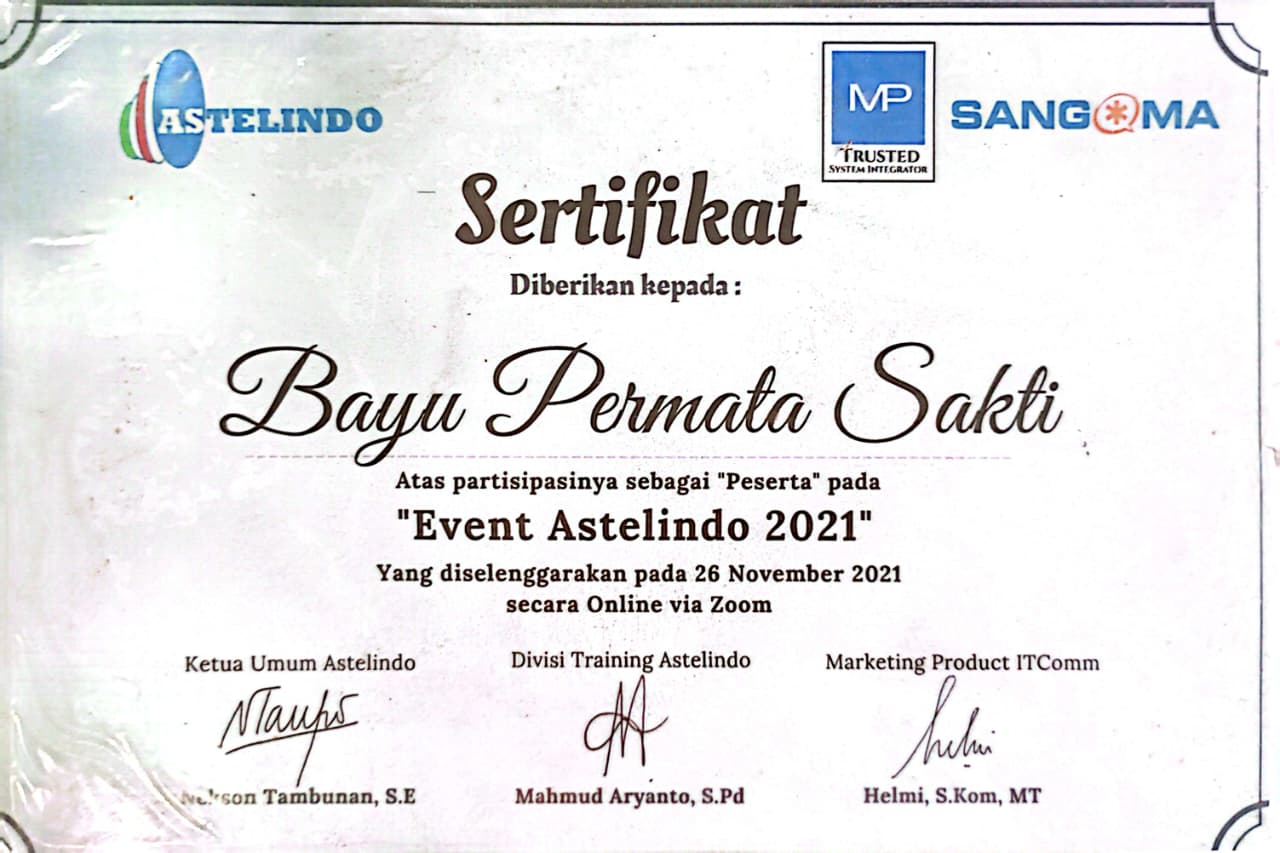 ASTELINDO
MP
TRUSTED
SYSTEM INTEGRATOR
SANGOMA
Sertifikat
Diberikan kepada :
Bayu Permata Sakti
Atas partisipasinya sebagai "Peserta" pada
"Event Astelindo 2021"
Yang diselenggarakan pada 26 November 2021
secara Online via Zoom
Ketua Umum Astelindo
Divisi Training Astelindo
Marketing Product ITComm
Tambunan, S.E
Mahmud Aryanto, S.Pd
Helmi, S.Kom, MT